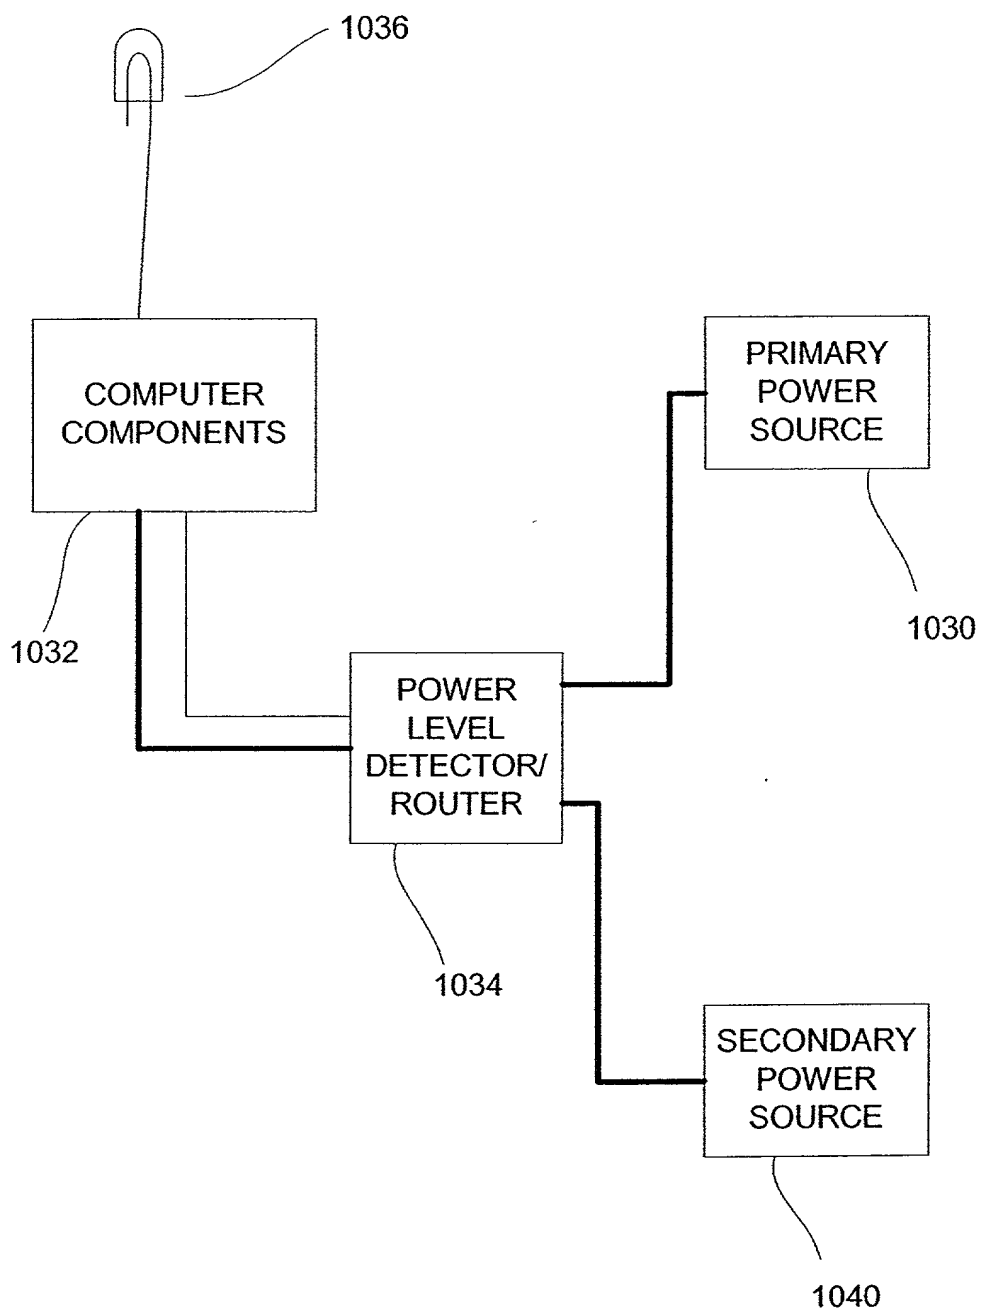 1036
COMPUTER
COMPONENTS
PRIMARY
POWER
SOURCE
1032
1030
POWER
LEVEL
DETECTOR/
ROUTER
1034
SECONDARY
POWER
SOURCE
1040